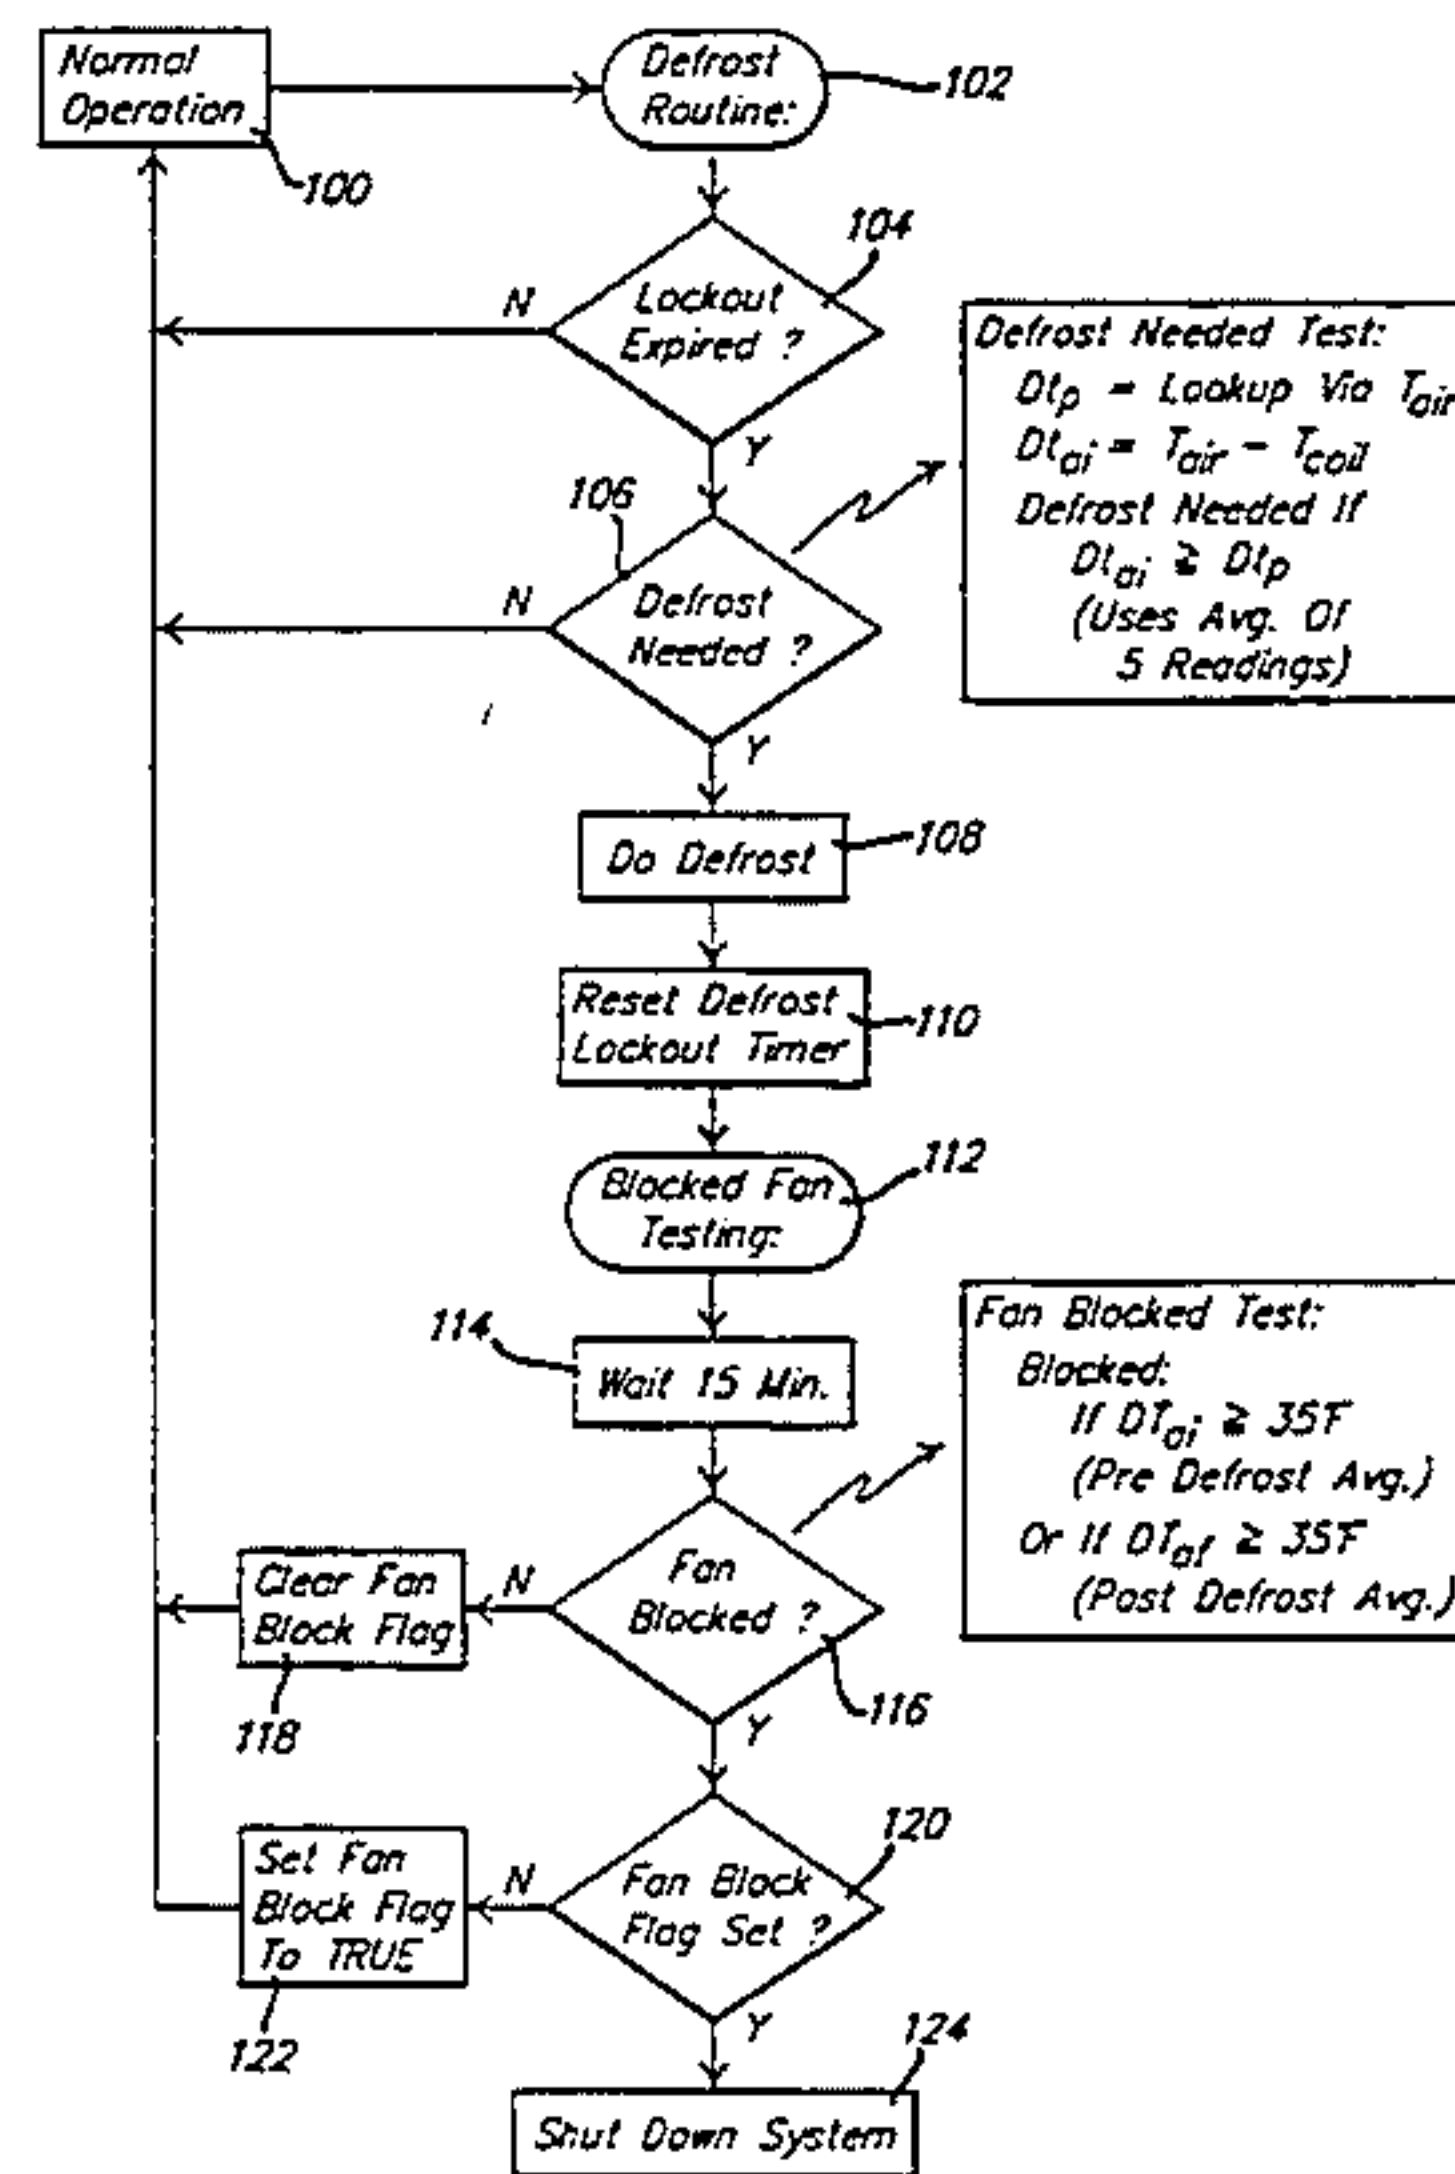 Normal
Operation
100
Defrost
Routine:
102
104
Lockout
Expired ?
N
Y
Defrost Needed Test:
Dtp = Lookup Via Tair
Dtai = Tair - Tcoil
Defrost Needed If
Dtai ≧ Dtp
(Uses Avg. Of
5 Readings)
106
Defrost
Needed ?
N
Y
Do Defrost
108
Reset Defrost
Lockout Timer
110
Blocked Fan
Testing:
112
114
Wait 15 Min.
Fan Blocked Test:
Blocked:
If DTai ≧ 35°F
(Pre Defrost Avg.)
Or If DTaf ≧ 35°F
(Post Defrost Avg.)
Fan
Blocked ?
116
N
Y
Clear Fan
Block Flag
118
120
Fan Block
Flag Set ?
N
Y
Set Fan
Block Flag
To TRUE
122
124
Shut Down System